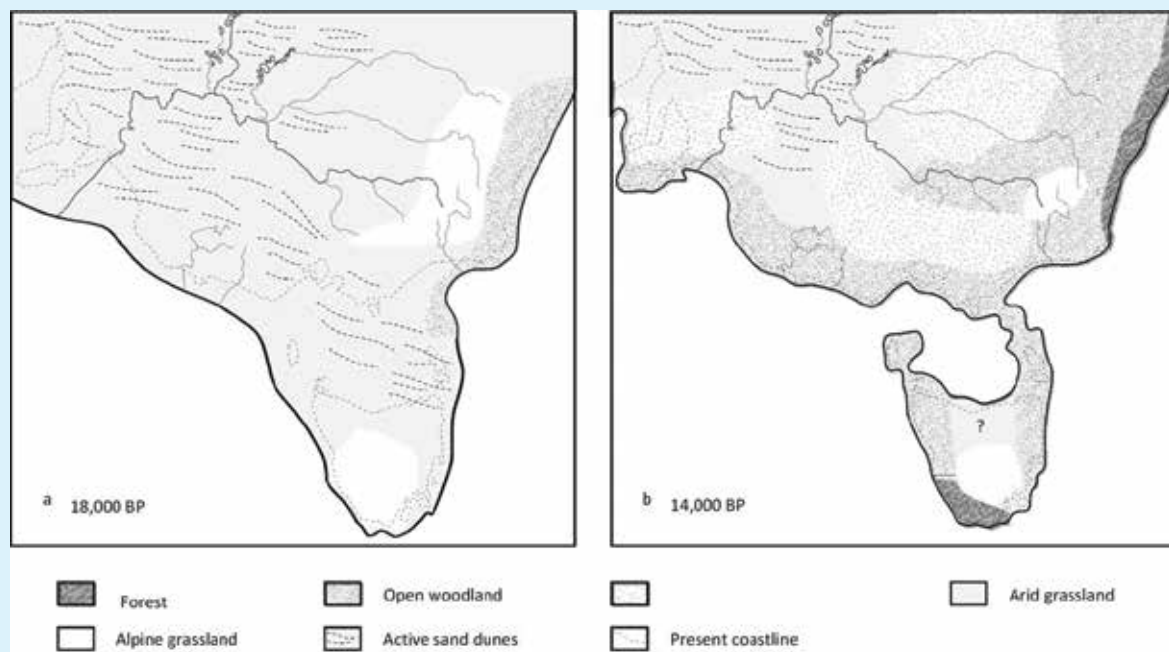 ?
a 18,000 BP
b 14,000 BP
Forest
Open woodland
Arid grassland
Alpine grassland
Active sand dunes
Present coastline